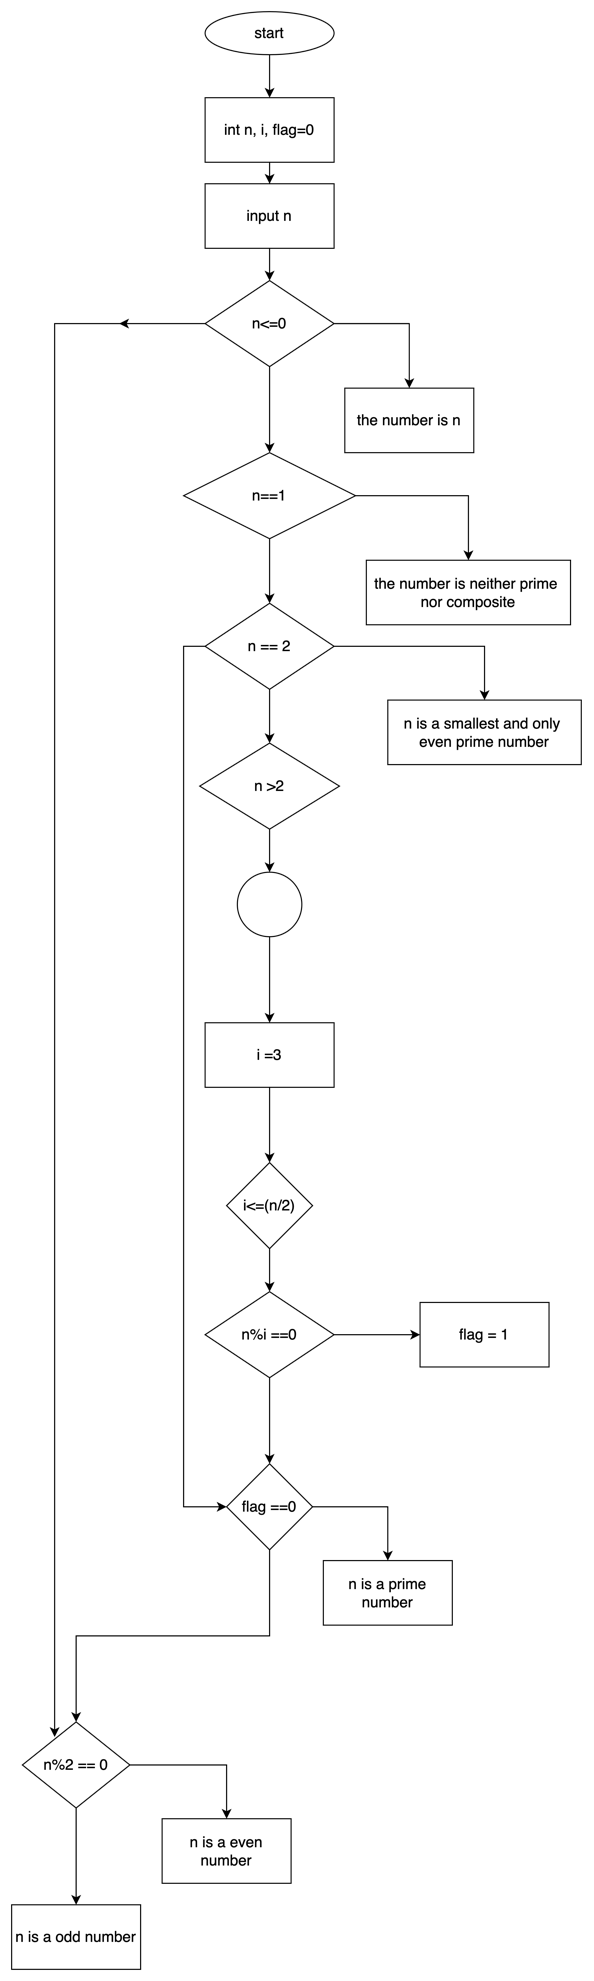 start
int n, i, flag=0
input n
n<=0
the number is n
n==1
the number is neither prime
nor composite
n == 2
n is a smallest and only
even prime number
n >2
i =3
i<=(n/2)
n%i ==0
flag = 1
flag ==0
n is a prime
number
n%2 == 0
n is a even
number
n is a odd number